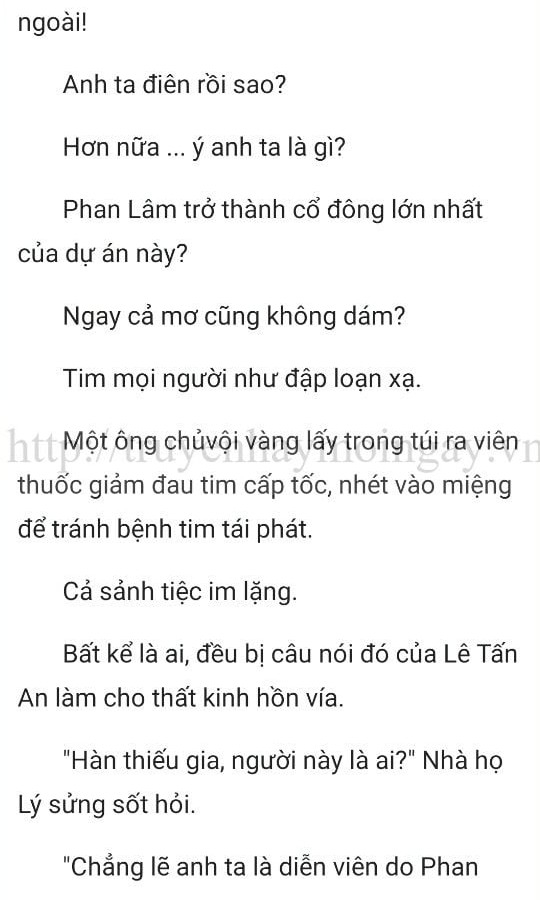 ngoài!
Anh ta điên rồi sao?
Hơn nữa ... ý anh ta là gì?
Phan Lâm trở thành cổ đông lớn nhất
của dự án này?
Ngay cả mơ cũng không dám?
Tim mọi người như đập loạn xạ.
Một ông chủvội vàng lấy trong túi ra viên
http://truyenhaymoingay.vn
thuốc giảm đau tim cấp tốc, nhét vào miệng
để tránh bệnh tim tái phát.
Cả sảnh tiệc im lặng.
Bất kể là ai, đều bị câu nói đó của Lê Tấn
An làm cho thất kinh hồn vía.
"Hàn thiếu gia, người này là ai?" Nhà họ
Lý sửng sốt hỏi.
"Chẳng lẽ anh ta là diễn viên do Phan